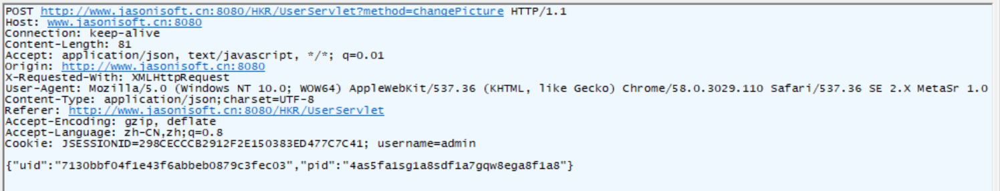 POST http://www.jasonisoft.cn:8080/HKR/UserServlet?method=changePicture HTTP/1.1
Host: www.jasonisoft.cn:8080
Connection: keep-alive
Content-Length: 81
Accept: application/json, text/javascript, */*; q=0.01
Origin: http://www.jasonisoft.cn:8080
X-Requested-With: XMLHttpRequest
User-Agent: Mozilla/5.0 (Windows NT 10.0; WOW64) AppleWebKit/537.36 (KHTML, like Gecko) Chrome/58.0.3029.110 Safari/537.36 SE 2.X MetaSr 1.0
Content-Type: application/json;charset=UTF-8
Referer: http://www.jasonisoft.cn:8080/HKR/UserServlet
Accept-Encoding: gzip, deflate
Accept-Language: zh-CN,zh;q=0.8
Cookie: JSESSIONID=298CECCCB2912F2E150383ED477C7C41; username=admin
{"uid":"7130bbf04f1e43f6abbeb0879c3fec03","pid":"4as5fa1sg1a8sdf1a7gqw8ega8f1a8"}